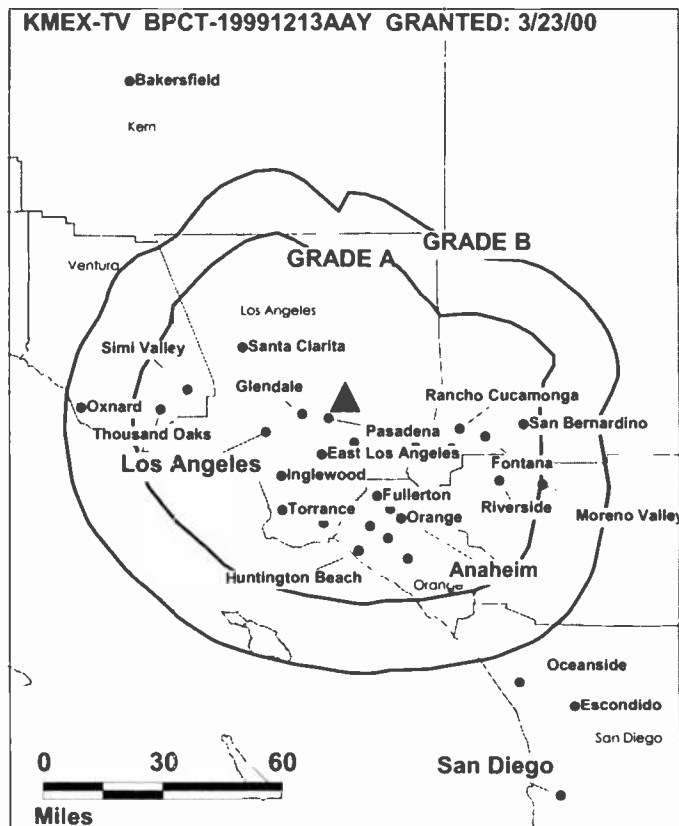 KMEX-TV BPCT-19991213AAY GRANTED: 3/23/00
Bakersfield
Kern
GRADE B
GRADE A
Ventura
Los Angeles
Simi Valley
Santa Clarita
Glendale
Rancho Cucamonga
Oxnard
San Bernardino
Thousand Oaks
Pasadena
East Los Angeles
Los Angeles
Fontana
Inglewood
Fullerton
Riverside
Torrance
Orange
Moreno Valley
Anaheim
Huntington Beach
Orange
Oceanside
Escondido
San Diego
San Diego
0 30 60
Miles